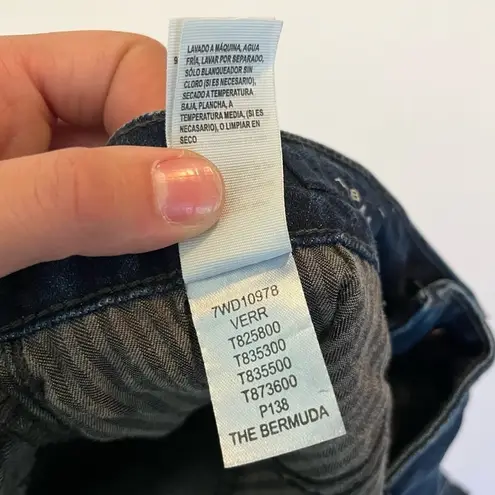 LAVADO A MÁQUINA, AGUA
FRÍA, LAVAR POR SEPARADO,
SÓLO BLANQUEADOR SIN
CLORO (SI ES NECESARIO),
SECADO A TEMPERATURA
BAJA, PLANCHA, A
TEMPERATURA MEDIA, (SI ES
NECASARIO), O LIMPIAR EN
SECO
7WD10978
VERR
T825800
T835300
T835500
T873600
P138
THE BERMUDA